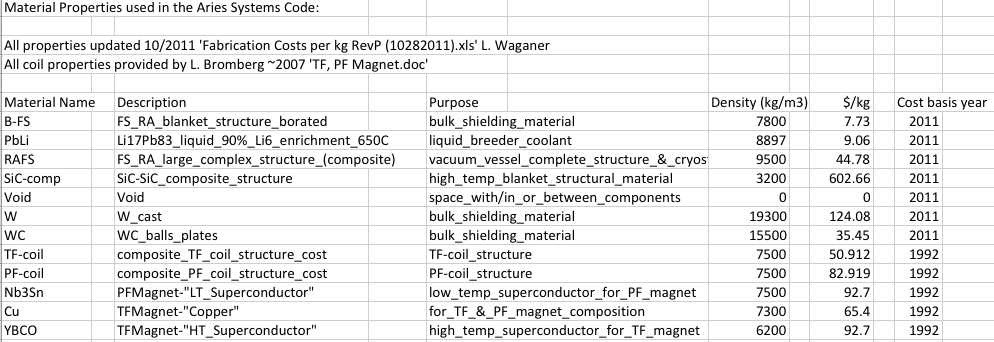 Material Properties used in the Aries Systems Code:
All properties updated 10/2011 'Fabrication Costs per kg RevP (10282011).xls' L. Waganer
All coil properties provided by L. Bromberg ~2007 'TF, PF Magnet.doc'
Material Name Description Purpose Density (kg/m3) $/kg Cost basis year
B-FS FS_RA_blanket_structure_borated bulk_shielding_material 7800 7.73 2011
PbLi Li17Pb83_liquid_90%_Li6_enrichment_650C liquid_breeder_coolant 8897 9.06 2011
RAFS FS_RA_large_complex_structure_(composite) vacuum_vessel_complete_structure_&_cryos 9500 44.78 2011
SiC-comp SiC-SiC_composite_structure high_temp_blanket_structural_material 3200 602.66 2011
Void Void space_with/in_or_between_components 0 0 2011
W W_cast bulk_shielding_material 19300 124.08 2011
WC WC_balls_plates bulk_shielding_material 15500 35.45 2011
TF-coil composite_TF_coil_structure_cost TF-coil_structure 7500 50.912 1992
PF-coil composite_PF_coil_structure_cost PF-coil_structure 7500 82.919 1992
Nb3Sn PFMagnet-"LT_Superconductor" low_temp_superconductor_for_PF_magnet 7500 92.7 1992
Cu TFMagnet-"Copper" for_TF_&_PF_magnet_composition 7300 65.4 1992
YBCO TFMagnet-"HT_Superconductor" high_temp_superconductor_for_TF_magnet 6200 92.7 1992